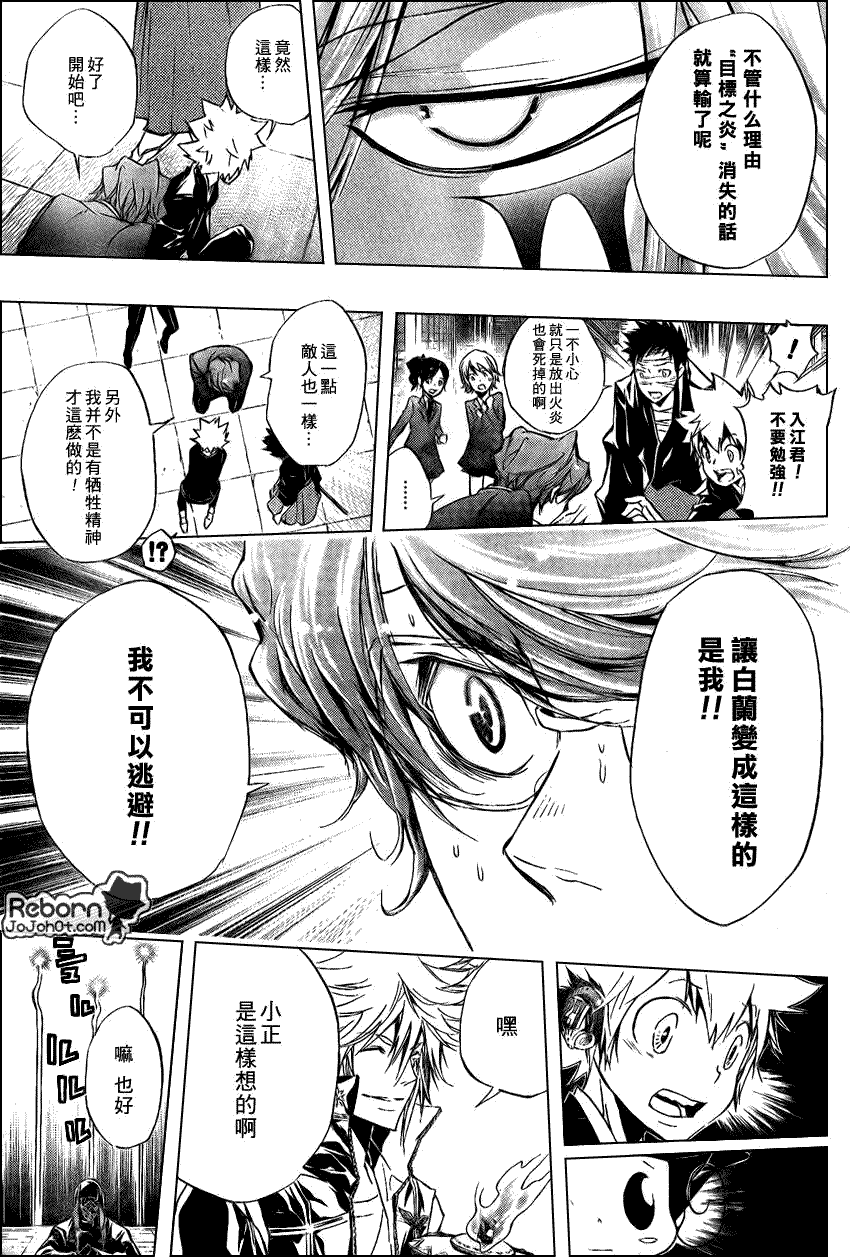 不管什么理由
“目標之炎”消失的話
就算輸了呢
竟然
這樣…
好了
開始吧…
！
入江君！
不要勉強!!
一不小心
就只是放出火炎
也會死掉的啊
……
這一點
敵人也一樣…
另外
我并不是有牺牲精神
才這麼做的！
!?
讓白蘭變成這樣的
是我!!
我不可以逃避!!
Reborn
JoJoHot.com
嘿
小正
是這樣想的啊
嘛 也好